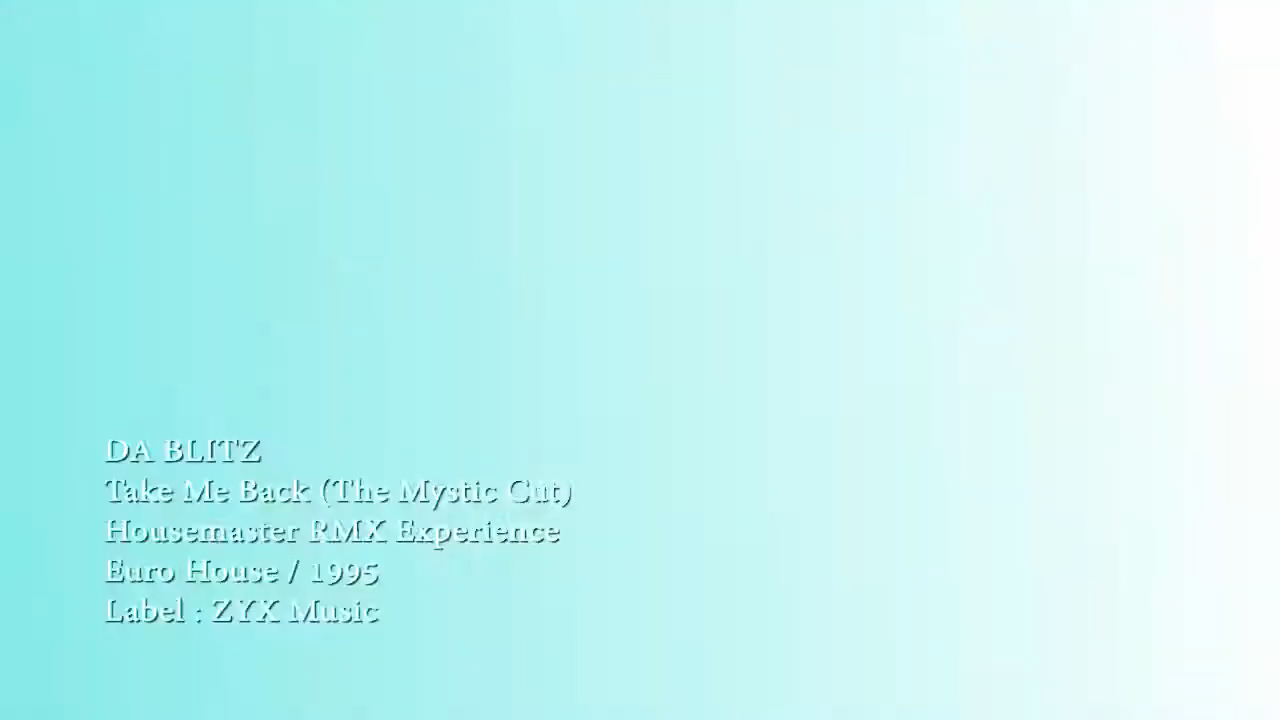 DA BLITZ
Take Me Back (The Mystic Cut)
Housemaster RMX Experience
Euro House / 1995
Label : ZYX Music